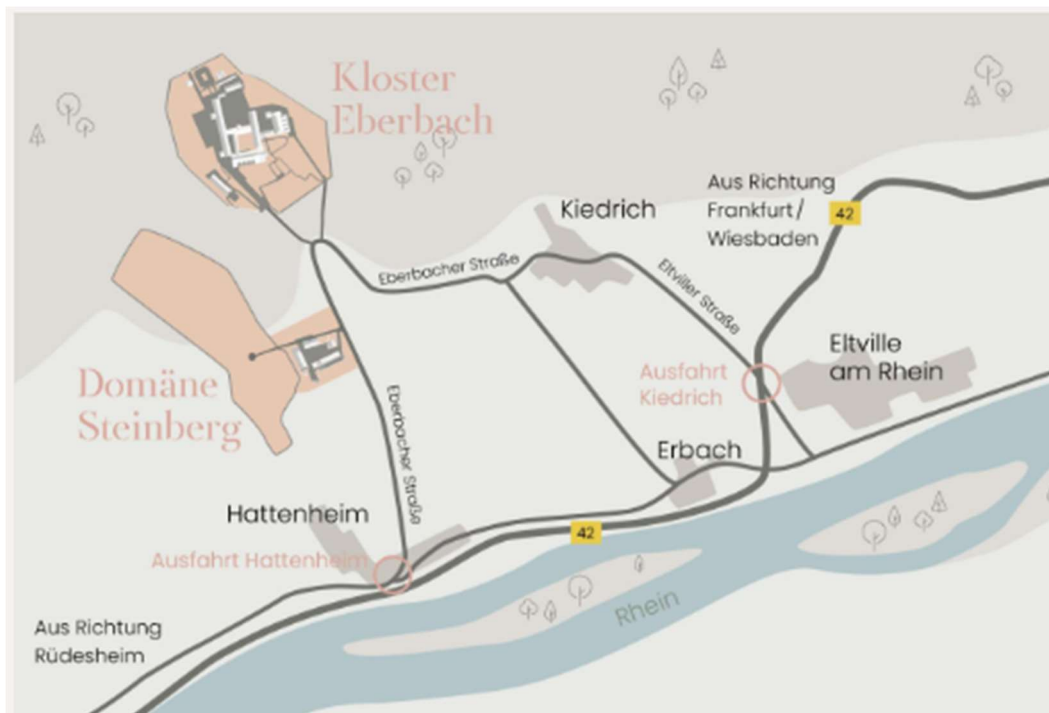 Kloster
Eberbach
Aus Richtung
Frankfurt/
Wiesbaden
42
Kiedrich
Eberbacher Straße
Eltviller Straße
Eltville
am Rhein
Ausfahrt
Kiedrich
Domäne
Steinberg
Eberbacher Straße
Erbach
Hattenheim
42
Ausfahrt Hattenheim
Rhein
Aus Richtung
Rüdesheim